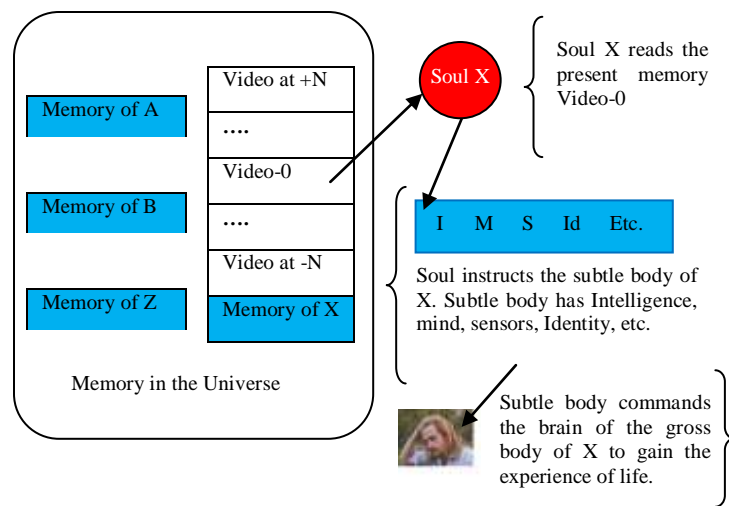 Memory of A
Memory of B
Memory of Z
Video at +N
....
Video-0
....
Video at -N
Memory of X
Memory in the Universe
Soul X
Soul X reads the
present memory
Video-0
I M S Id Etc.
Soul instructs the subtle body of
X. Subtle body has Intelligence,
mind, sensors, Identity, etc.
Subtle body commands
the brain of the gross
body of X to gain the
experience of life.